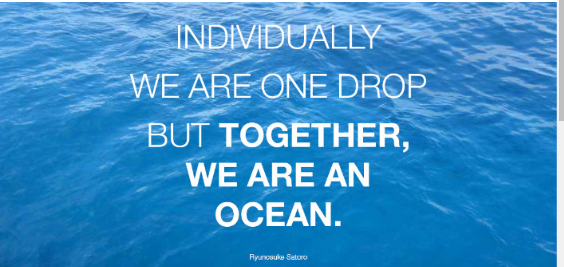 INDIVIDUALLY
WE ARE ONE DROP
BUT TOGETHER,
WE ARE AN
OCEAN.
Ryunosuke Satoro